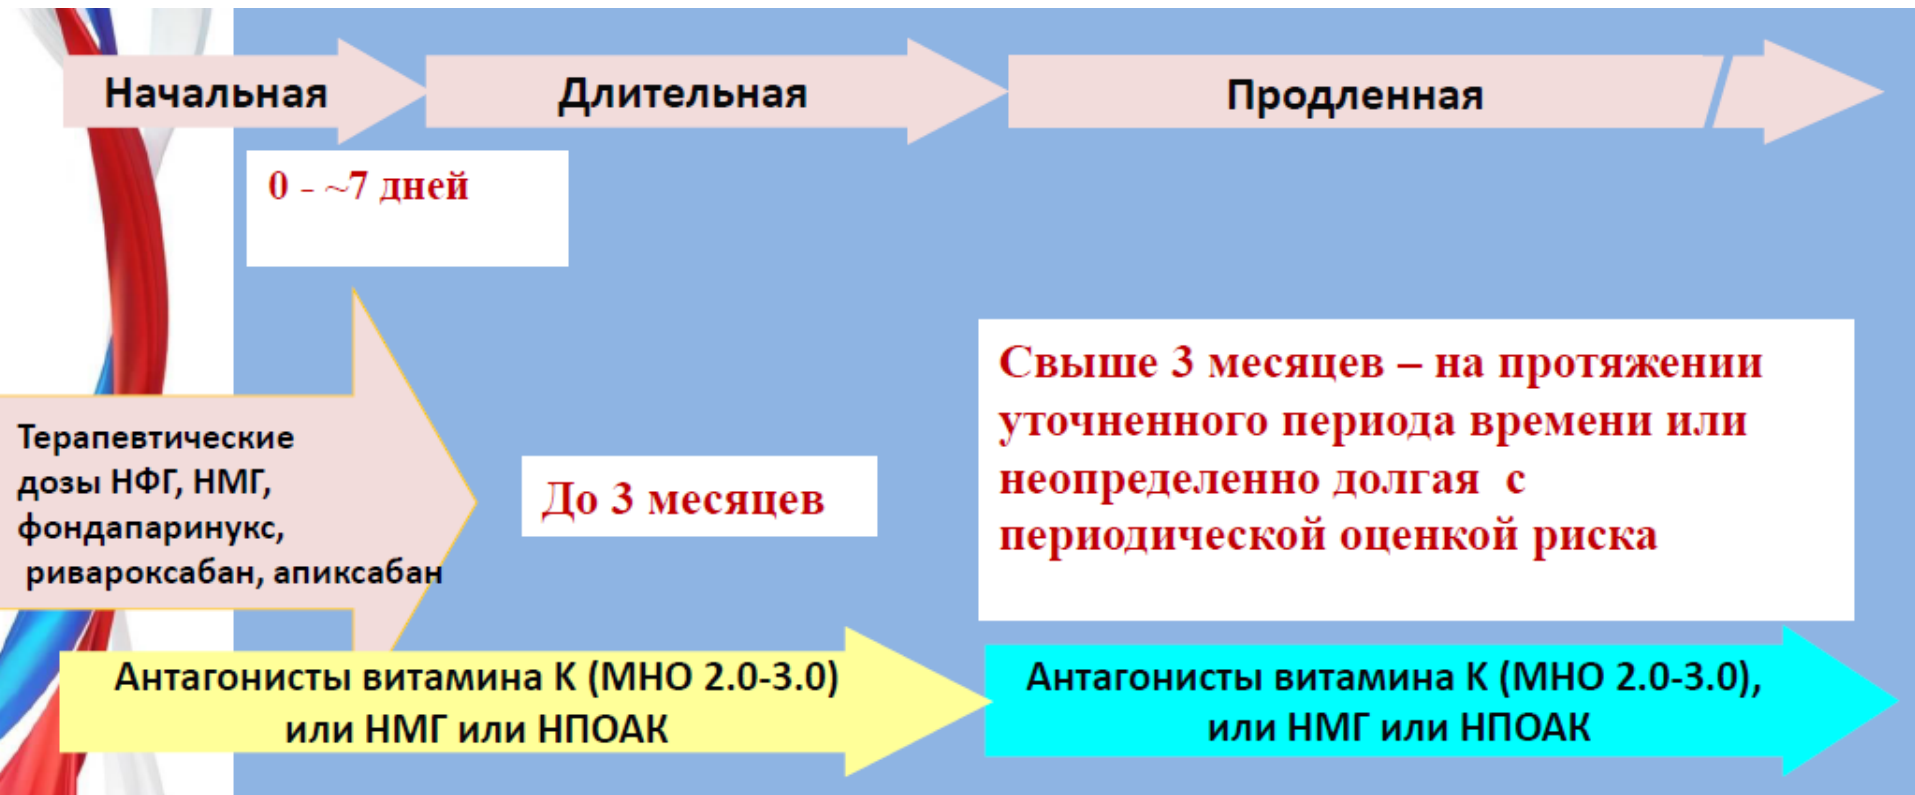 Начальная
Длительная
Продленная
0 - ~7 дней
Терапевтические
дозы НФГ, НМГ,
фондапаринукс,
ривароксабан, апиксабан
До 3 месяцев
Свыше 3 месяцев – на протяжении
уточненного периода времени или
неопределенно долгая с
периодической оценкой риска
Антагонисты витамина К (МНО 2.0-3.0)
или НМГ или НПОАК
Антагонисты витамина К (МНО 2.0-3.0),
или НМГ или НПОАК